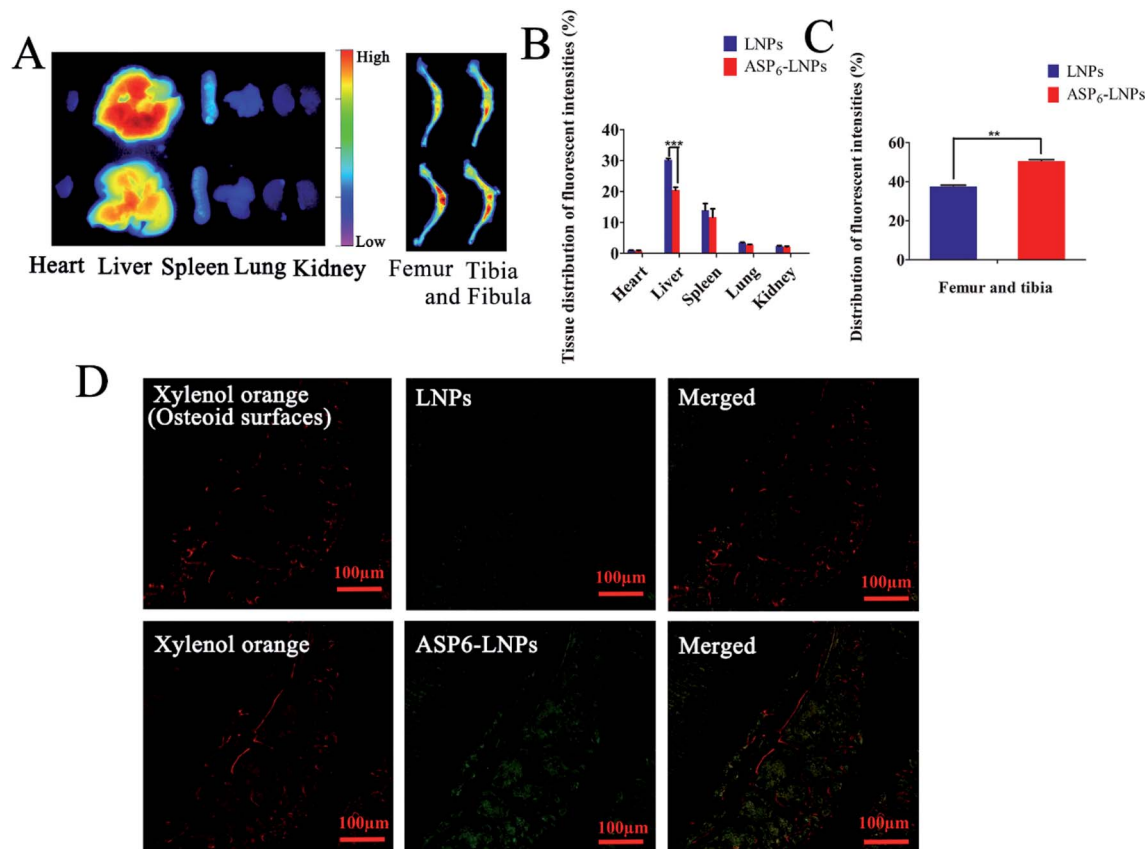 A
High
Low
Heart Liver Spleen Lung Kidney
Femur Tibia
and Fibula
B
LNPs
ASP6-LNPs
Tissue distribution of fluorescent intensities (%)
40
30
20
10
0
***
Heart
Liver
Spleen
Lung
Kidney
C
LNPs
ASP6-LNPs
Distribution of fluorescent intensities (%)
60
40
20
0
**
Femur and tibia
D
Xylenol orange
(Osteoid surfaces)
100μm
LNPs
100μm
Merged
100μm
Xylenol orange
100μm
ASP6-LNPs
100μm
Merged
100μm